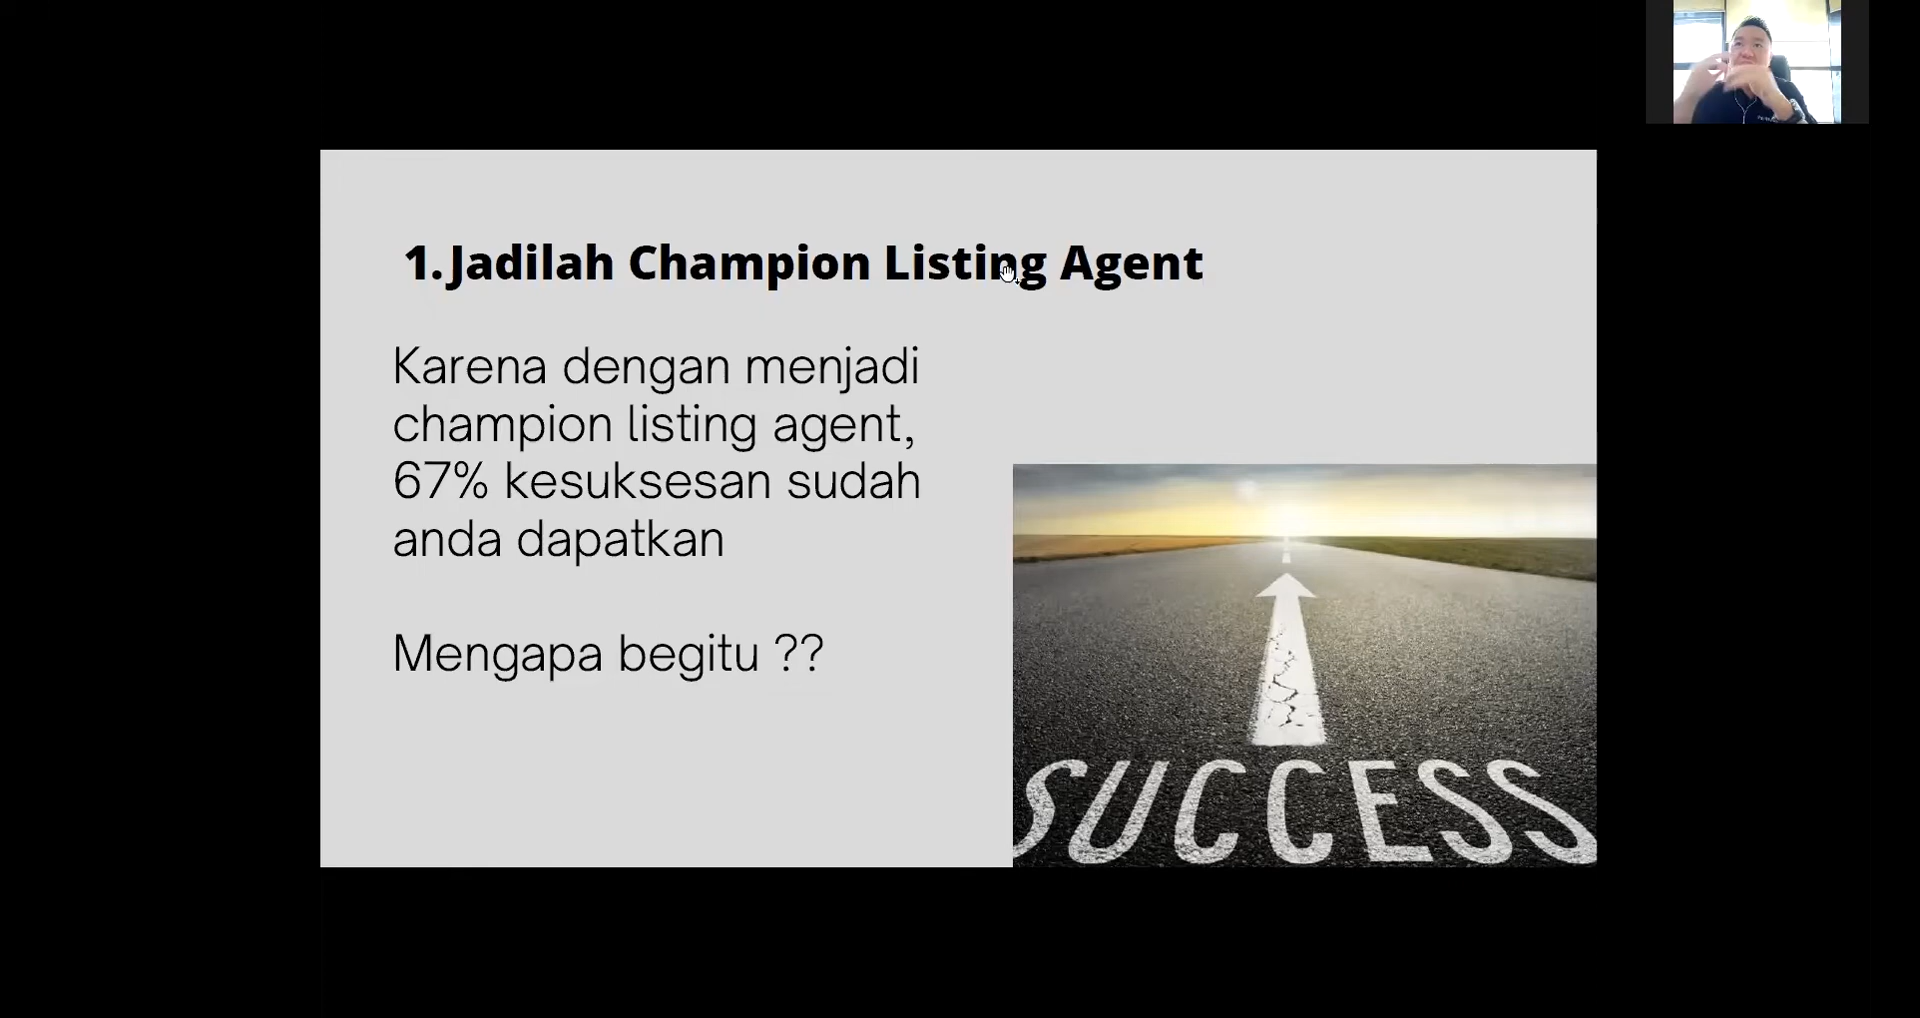 1. Jadilah Champion Listing Agent
Karena dengan menjadi
champion listing agent,
67% kesuksesan sudah
anda dapatkan
Mengapa begitu ??
SUCCESS